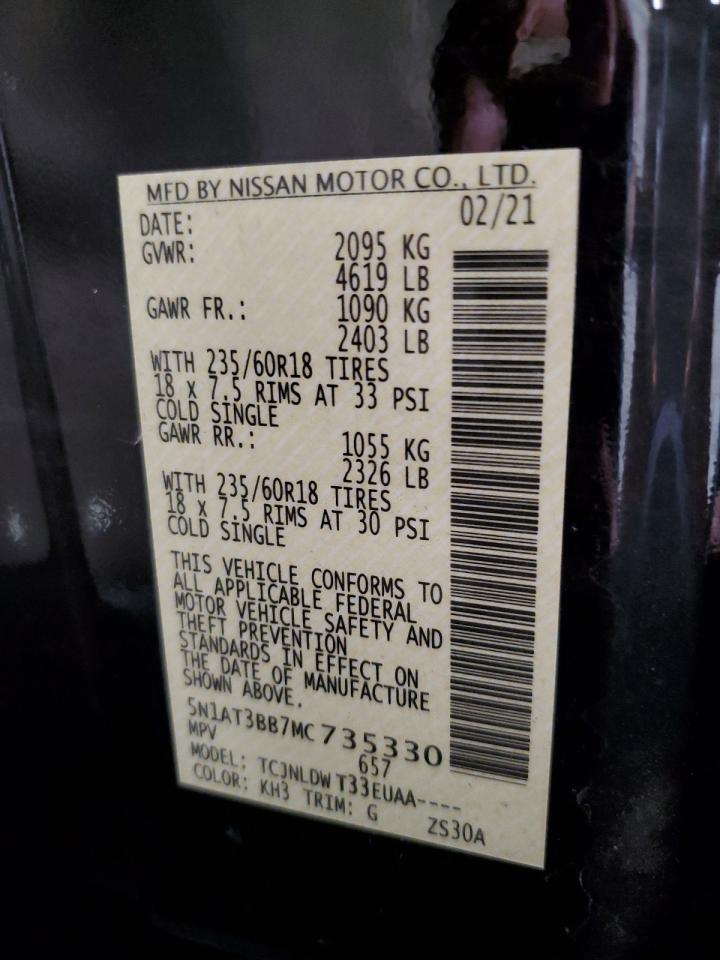 MFD BY NISSAN MOTOR CO., LTD.
DATE: 02/21
GVWR: 2095 KG
4619 LB
GAWR FR.: 1090 KG
2403 LB
WITH 235/60R18 TIRES
18 x 7.5 RIMS AT 33 PSI
COLD SINGLE
GAWR RR.: 1055 KG
2326 LB
WITH 235/60R18 TIRES
18 x 7.5 RIMS AT 30 PSI
COLD SINGLE
THIS VEHICLE CONFORMS TO
ALL APPLICABLE FEDERAL
MOTOR VEHICLE SAFETY AND
THEFT PREVENTION
STANDARDS IN EFFECT ON
THE DATE OF MANUFACTURE
SHOWN ABOVE.
5N1AT3BB7MC735330
MPV 657
MODEL: TCJNLDWT33EUAA----
COLOR: KH3 TRIM: G ZS30A